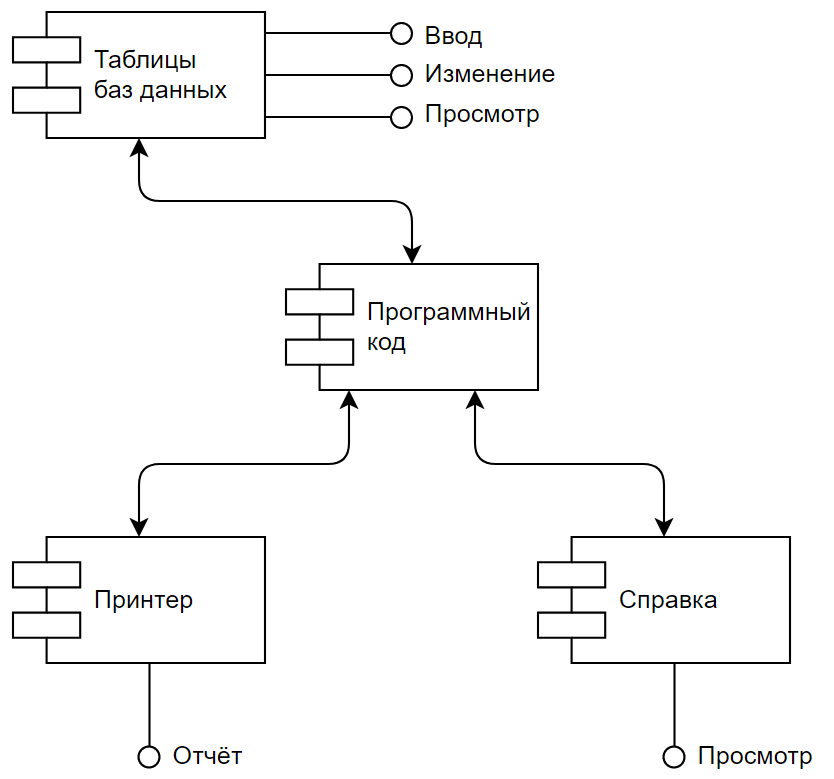 Таблицы
баз данных
Ввод
Изменение
Просмотр
Программный
код
Принтер
Справка
Отчёт
Просмотр